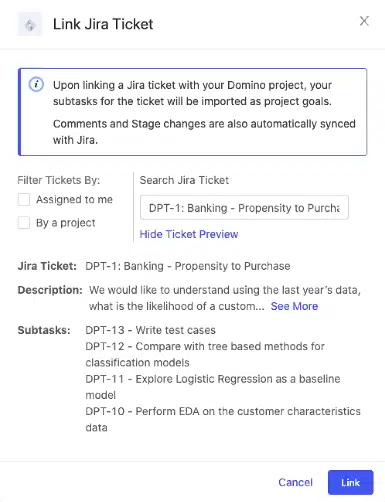 Link Jira Ticket
Upon linking a Jira ticket with your Domino project, your
subtasks for the ticket will be imported as project goals.
Comments and Stage changes are also automatically synced
with Jira.
Filter Tickets By:
Assigned to me
By a project
Search Jira Ticket
DPT-1: Banking - Propensity to Purcha
Hide Ticket Preview
Jira Ticket: DPT-1: Banking - Propensity to Purchase
Description: We would like to understand using the last year's data,
what is the likelihood of a custom... See More
Subtasks: DPT-13 - Write test cases
DPT-12 - Compare with tree based methods for
classification models
DPT-11 - Explore Logistic Regression as a baseline
model
DPT-10 - Perform EDA on the customer characteristics
data
Cancel
Link